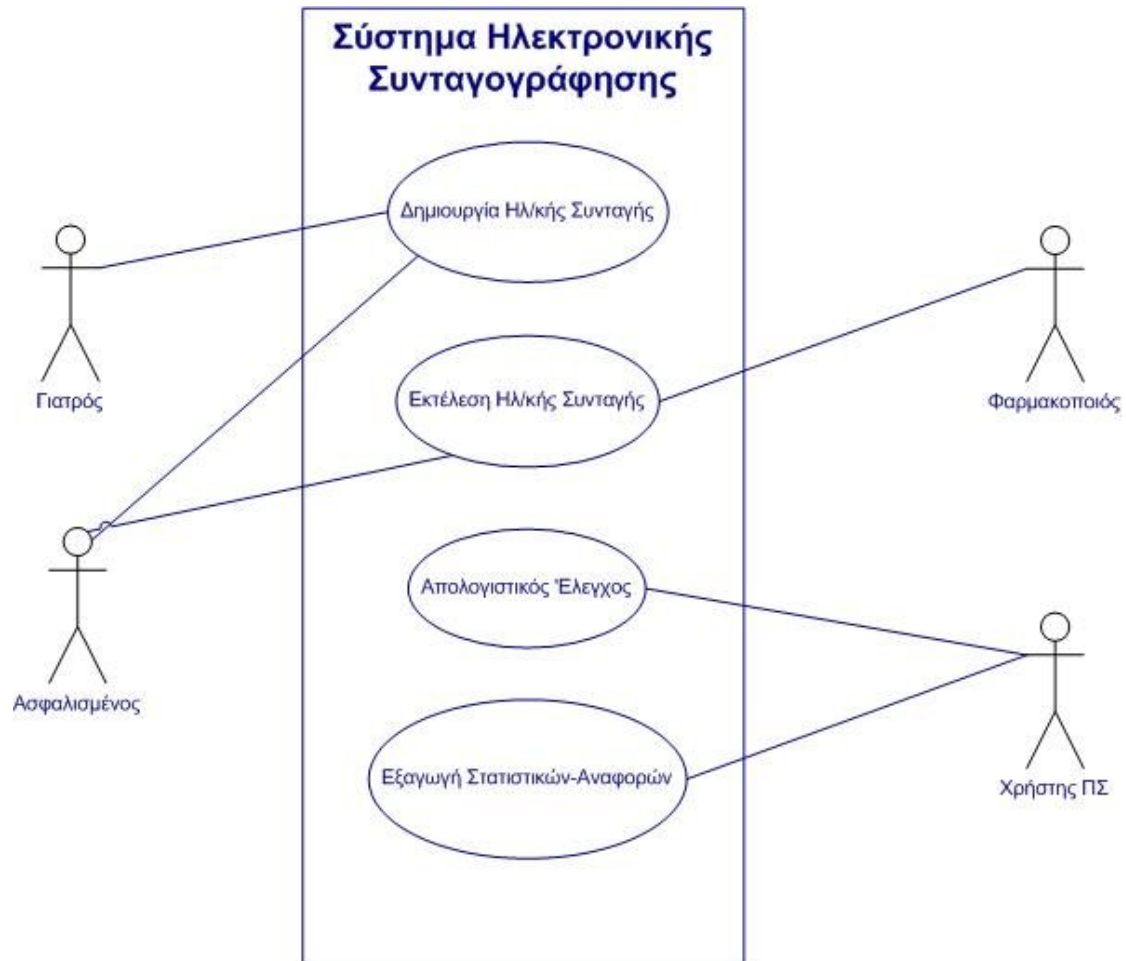 Σύστημα Ηλεκτρονικής
Συνταγογράφησης
Δημιουργία Ηλ/κής Συνταγής
Γιατρός
Εκτέλεση Ηλ/κής Συνταγής
Φαρμακοποιός
Απολογιστικός Έλεγχος
Ασφαλισμένος
Εξαγωγή Στατιστικών-Αναφορών
Χρήστης ΠΣ